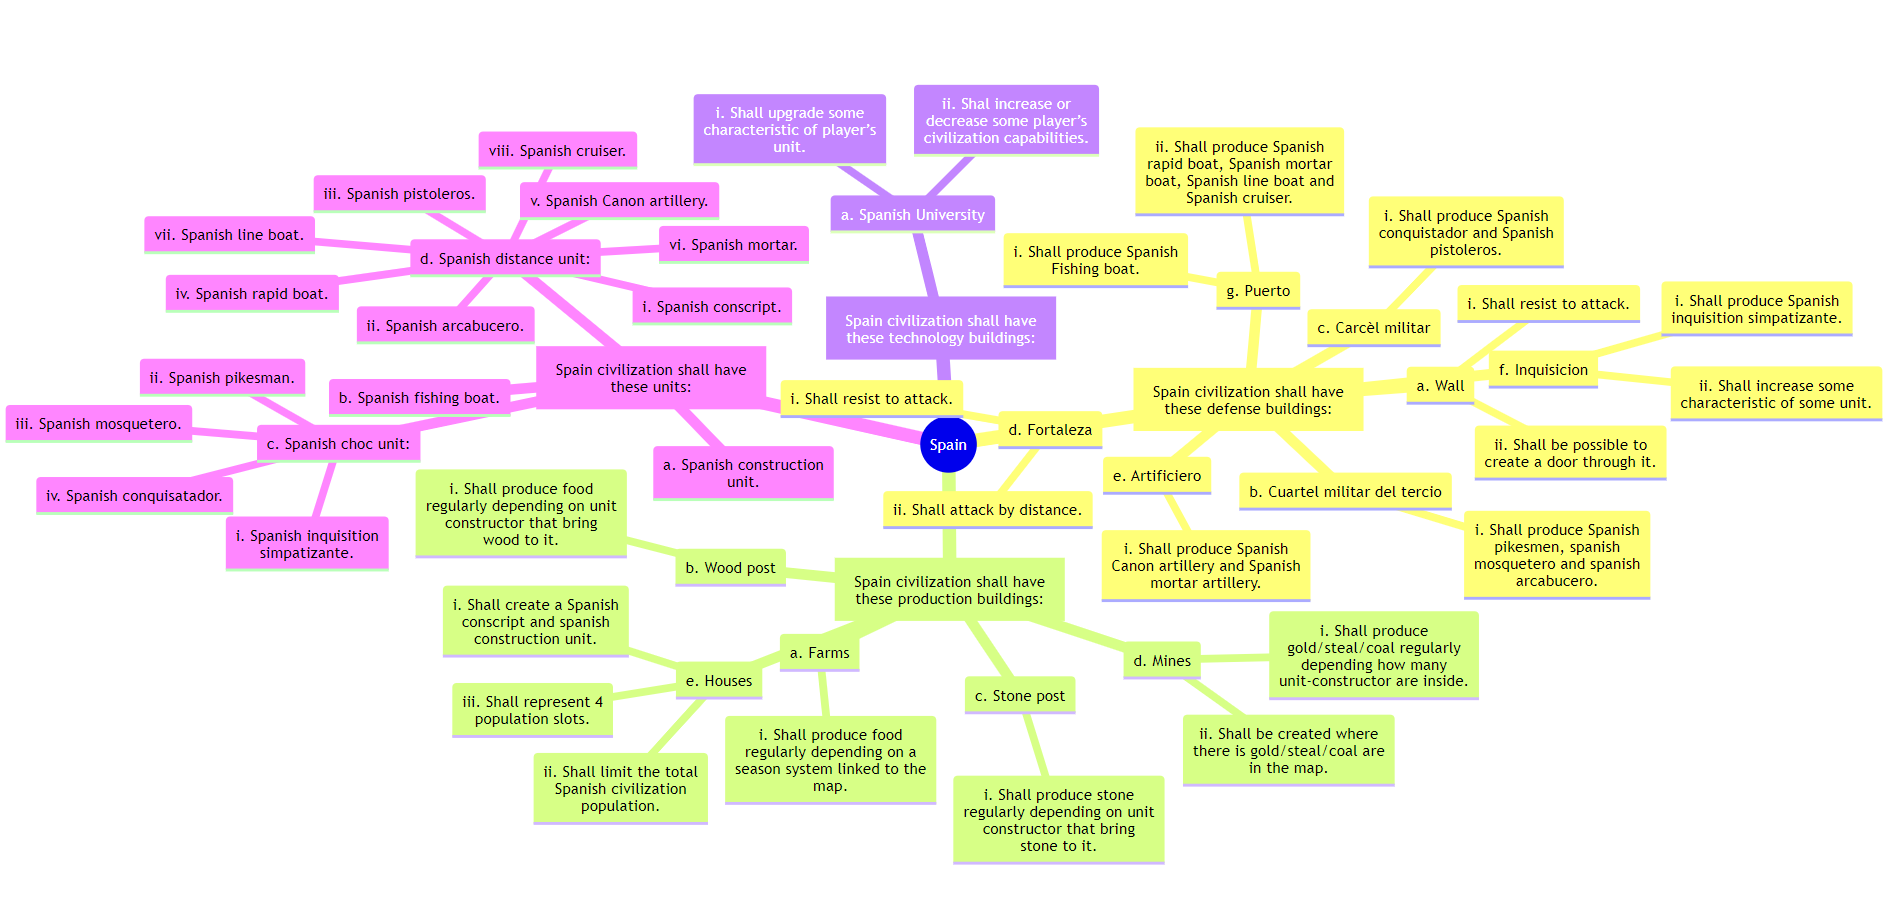 Spain
Spain civilization shall have
these units:
a. Spanish construction
unit.
b. Spanish fishing boat.
c. Spanish choc unit:
i. Spanish inquisition
simpatizante.
ii. Spanish pikesman.
iii. Spanish mosquetero.
iv. Spanish conquisatador.
d. Spanish distance unit:
i. Spanish conscript.
ii. Spanish arcabucero.
iii. Spanish pistoleros.
iv. Spanish rapid boat.
v. Spanish Canon artillery.
vi. Spanish mortar.
vii. Spanish line boat.
viii. Spanish cruiser.
Spain civilization shall have
these technology buildings:
a. Spanish University
i. Shall upgrade some
characteristic of player’s
unit.
ii. Shal increase or
decrease some player’s
civilization capabilities.
Spain civilization shall have
these defense buildings:
a. Wall
i. Shall resist to attack.
ii. Shall be possible to
create a door through it.
b. Cuartel militar del tercio
i. Shall produce Spanish
pikesmen, spanish
mosquetero and spanish
arcabucero.
c. Carcèl militar
i. Shall produce Spanish
conquistador and Spanish
pistoleros.
d. Fortaleza
i. Shall resist to attack.
ii. Shall attack by distance.
e. Artificiero
i. Shall produce Spanish
Canon artillery and Spanish
mortar artillery.
f. Inquisicion
i. Shall produce Spanish
inquisition simpatizante.
ii. Shall increase some
characteristic of some unit.
g. Puerto
i. Shall produce Spanish
Fishing boat.
ii. Shall produce Spanish
rapid boat, Spanish mortar
boat, Spanish line boat and
Spanish cruiser.
Spain civilization shall have
these production buildings:
a. Farms
i. Shall produce food
regularly depending on a
season system linked to the
map.
b. Wood post
i. Shall produce food
regularly depending on unit
constructor that bring
wood to it.
c. Stone post
i. Shall produce stone
regularly depending on unit
constructor that bring
stone to it.
d. Mines
i. Shall produce
gold/steal/coal regularly
depending how many
unit-constructor are inside.
ii. Shall be created where
there is gold/steal/coal are
in the map.
e. Houses
i. Shall create a Spanish
conscript and spanish
construction unit.
ii. Shall limit the total
Spanish civilization
population.
iii. Shall represent 4
population slots.